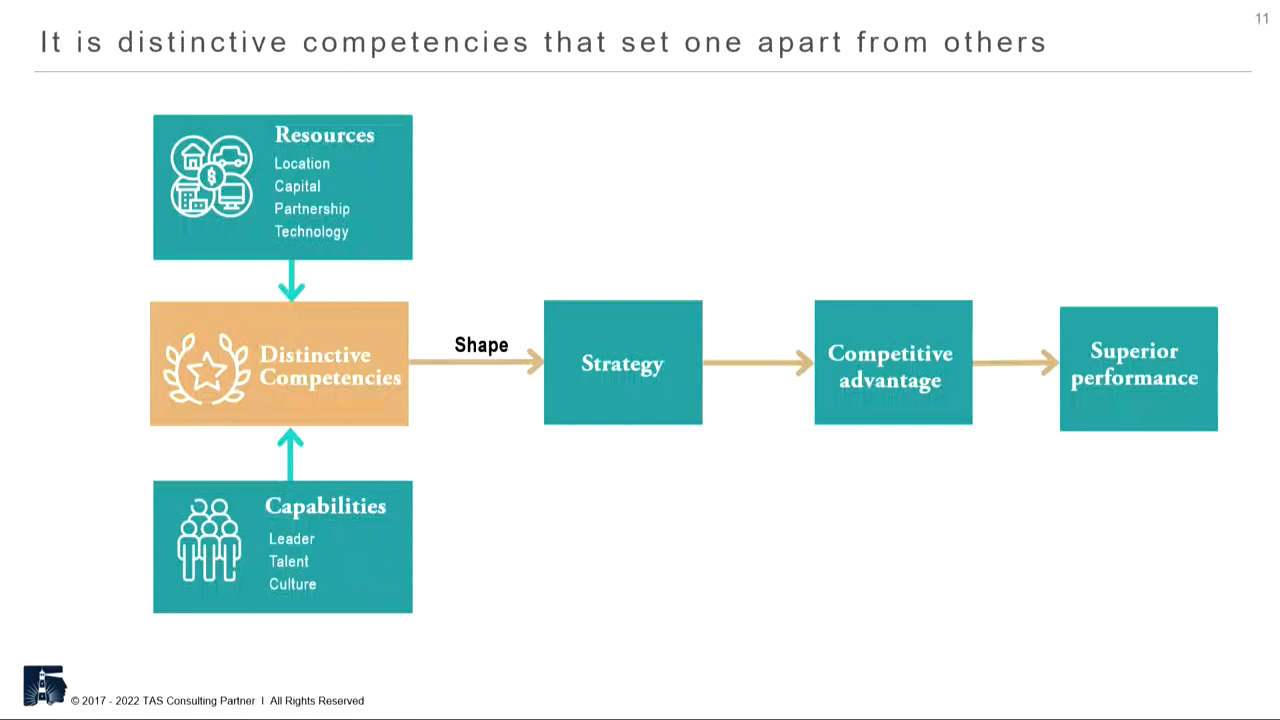 11
It is distinctive competencies that set one apart from others
Resources
Location
Capital
Partnership
Technology
Distinctive
Competencies
Shape
Strategy
Competitive
advantage
Superior
performance
Capabilities
Leader
Talent
Culture
© 2017 - 2022 TAS Consulting Partner I All Rights Reserved